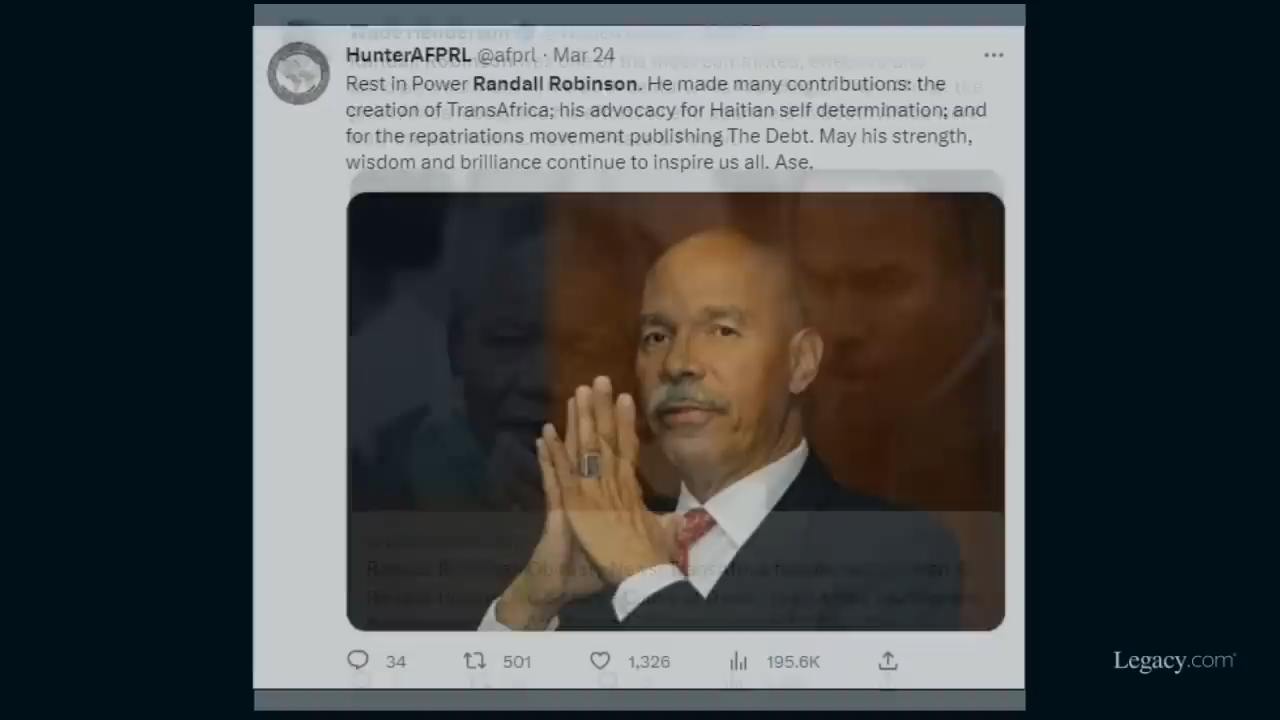 Wade Henderson
HunterAFPRL @afprl · Mar 24
Rest in Power Randall Robinson. He made many contributions: the
creation of TransAfrica; his advocacy for Haitian self determination; and
for the repatriations movement publishing The Debt. May his strength,
wisdom and brilliance continue to inspire us all. Ase.
34 501 1,326 195.6K
Legacy.com